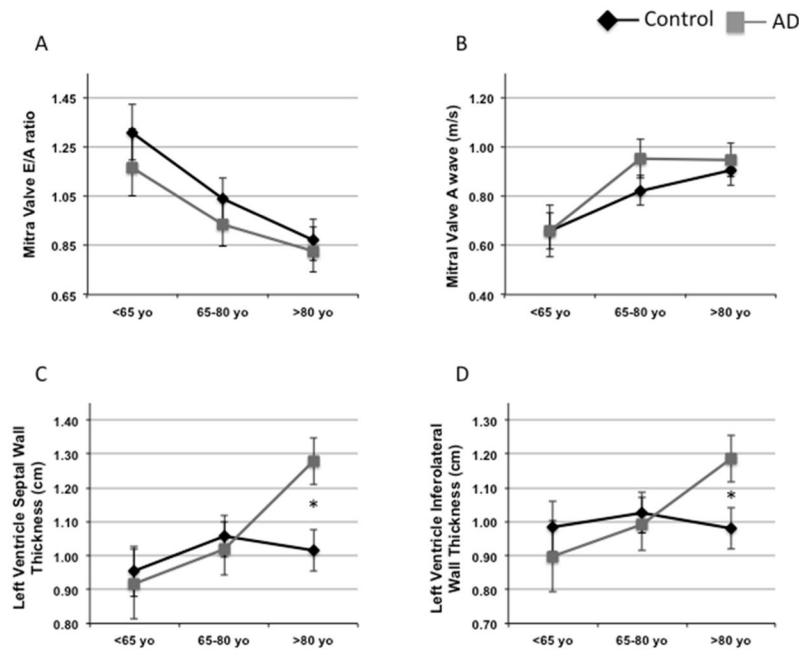 Control AD
A
B
Mitra Valve E/A ratio
1.45
1.25
1.05
0.85
0.65
<65 yo 65-80 yo >80 yo
Mitral Valve A wave (m/s)
1.20
1.00
0.80
0.60
0.40
<65 yo 65-80 yo >80 yo
C
D
Left Ventricle Septal Wall
Thickness (cm)
1.40
1.30
1.20
1.10
1.00
0.90
0.80
*
<65 yo 65-80 yo >80 yo
Left Ventricle Inferolateral
Wall Thickness (cm)
1.30
1.20
1.10
1.00
0.90
0.80
0.70
*
<65 yo 65-80 yo >80 yo